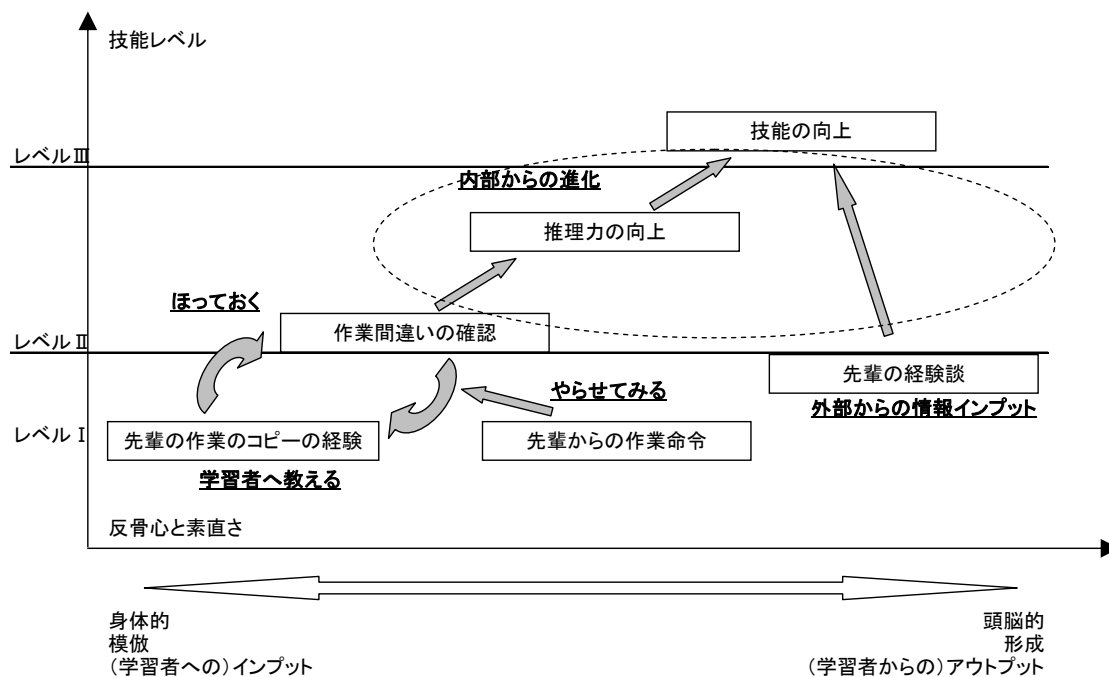 技能レベル
技能の向上
レベルⅢ
内部からの進化
推理力の向上
ほっておく
作業間違いの確認
レベルⅡ
先輩の経験談
やらせてみる
外部からの情報インプット
レベルⅠ
先輩の作業のコピーの経験
先輩からの作業命令
学習者へ教える
反骨心と素直さ
身体的
模倣
(学習者への)インプット
頭脳的
形成
(学習者からの)アウトプット